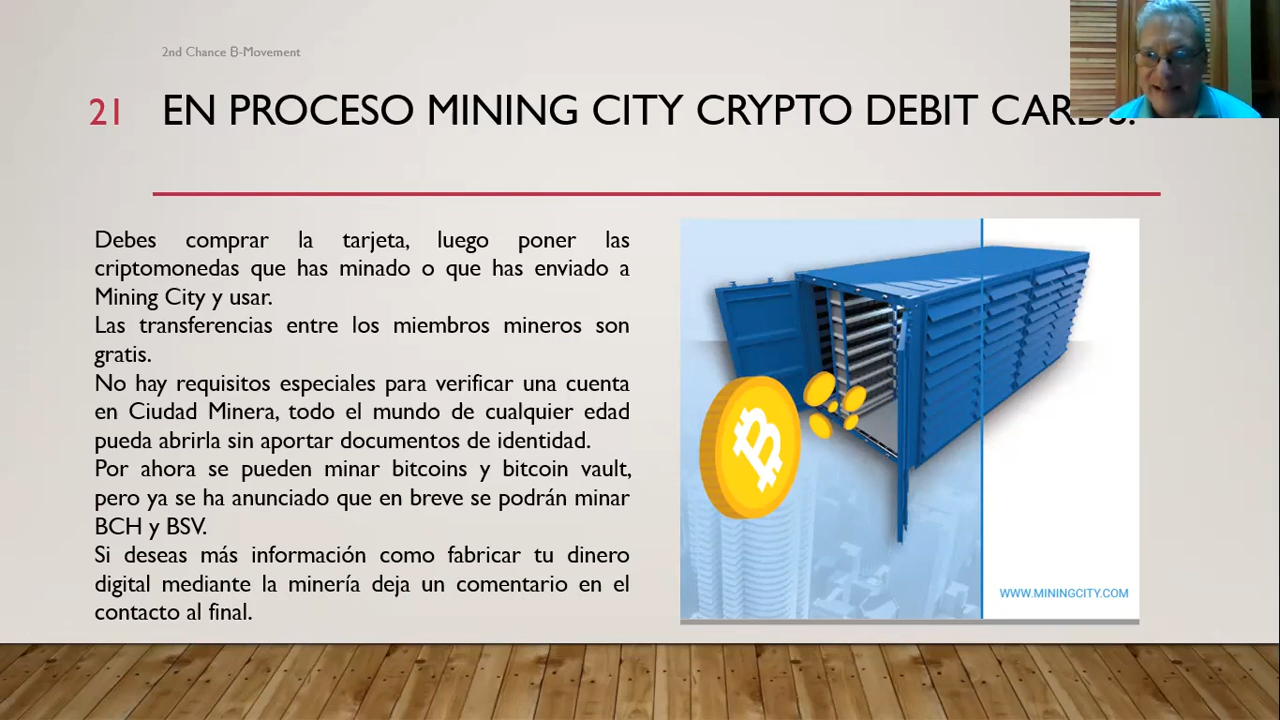 2nd Chance B-Movement
21 EN PROCESO MINING CITY CRYPTO DEBIT CARDS.
Debes comprar la tarjeta, luego poner las
criptomonedas que has minado o que has enviado a
Mining City y usar.
Las transferencias entre los miembros mineros son
gratis.
No hay requisitos especiales para verificar una cuenta
en Ciudad Minera, todo el mundo de cualquier edad
pueda abrirla sin aportar documentos de identidad.
Por ahora se pueden minar bitcoins y bitcoin vault,
pero ya se ha anunciado que en breve se podrán minar
BCH y BSV.
Si deseas más información como fabricar tu dinero
digital mediante la minería deja un comentario en el
contacto al final.
WWW.MININGCITY.COM